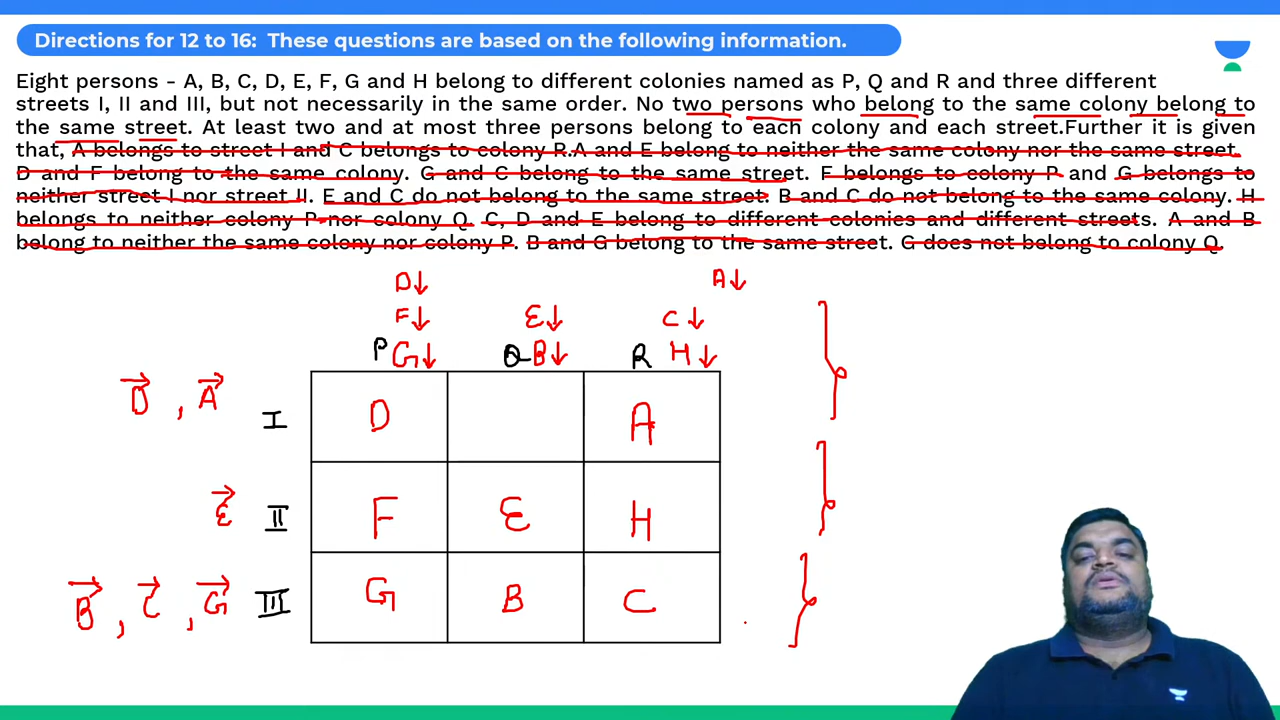 Directions for 12 to 16: These questions are based on the following information.
Eight persons - A, B, C, D, E, F, G and H belong to different colonies named as P, Q and R and three different
streets I, II and III, but not necessarily in the same order. No two persons who belong to the same colony belong to
the same street. At least two and at most three persons belong to each colony and each street.Further it is given
that, A belongs to street I and C belongs to colony R.A and E belong to neither the same colony nor the same street.
D and F belong to the same colony. G and C belong to the same street. F belongs to colony P and G belongs to
neither street I nor street II. E and C do not belong to the same street. B and C do not belong to the same colony. H
belongs to neither colony P nor colony Q. C, D and E belong to different colonies and different streets. A and B
belong to neither the same colony nor colony P. B and G belong to the same street. G does not belong to colony Q.
D↓ A↓
F↓ E↓ C↓
P G↓ Q B↓ R H↓
D, A I D A
E II F E H
B, C, G III G B C